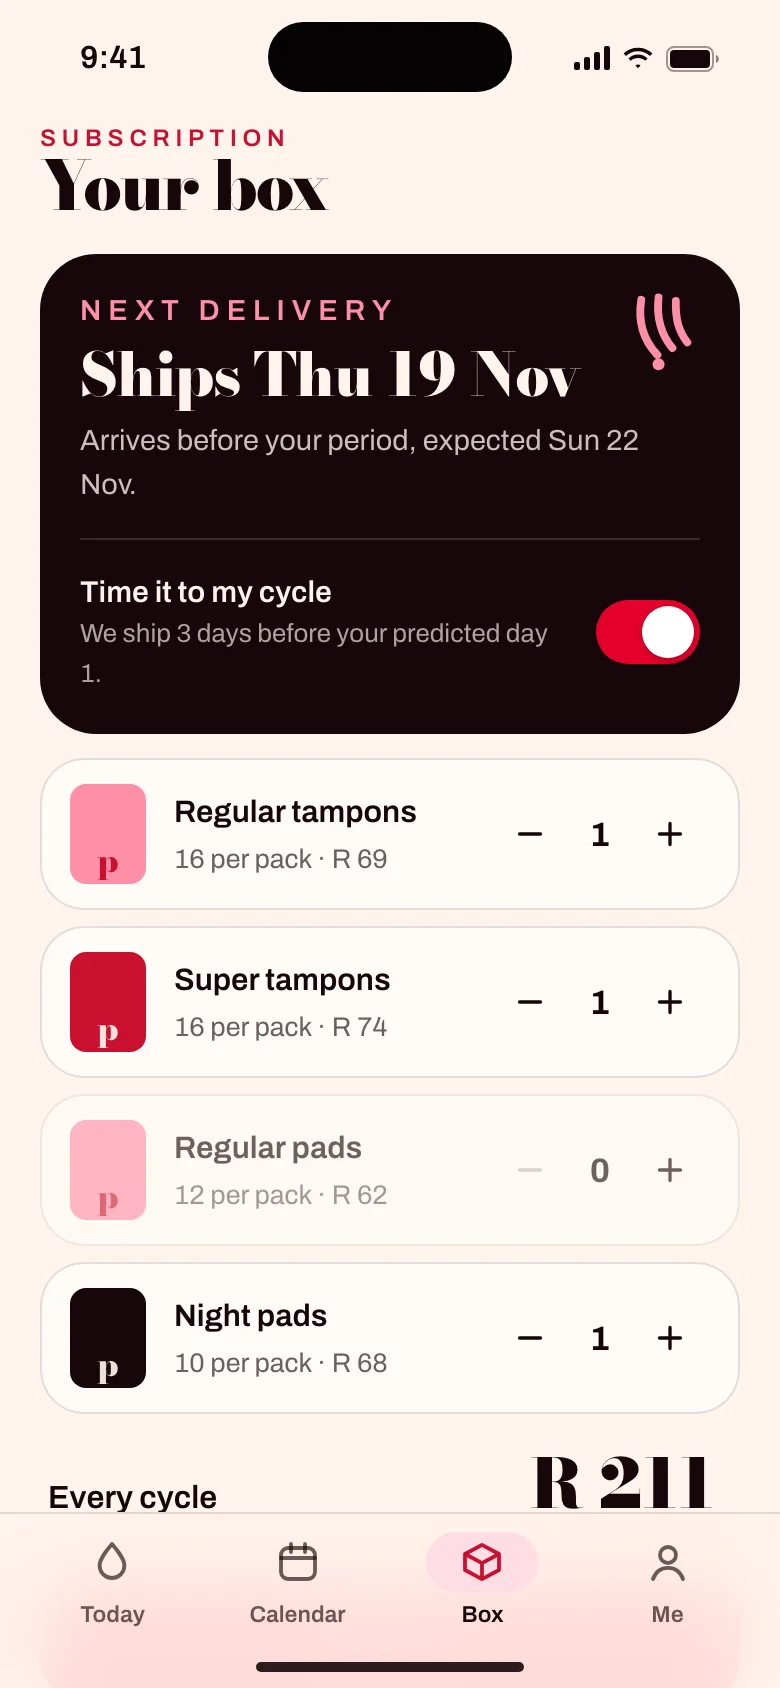 9:41
SUBSCRIPTION
Your box
NEXT DELIVERY
Ships Thu 19 Nov
Arrives before your period, expected Sun 22
Nov.
Time it to my cycle
We ship 3 days before your predicted day
1.
Regular tampons
16 per pack · R 69
p
1
Super tampons
16 per pack · R 74
p
1
Regular pads
12 per pack · R 62
p
0
Night pads
10 per pack · R 68
p
1
Every cycle
R 211
Today
Calendar
Box
Me